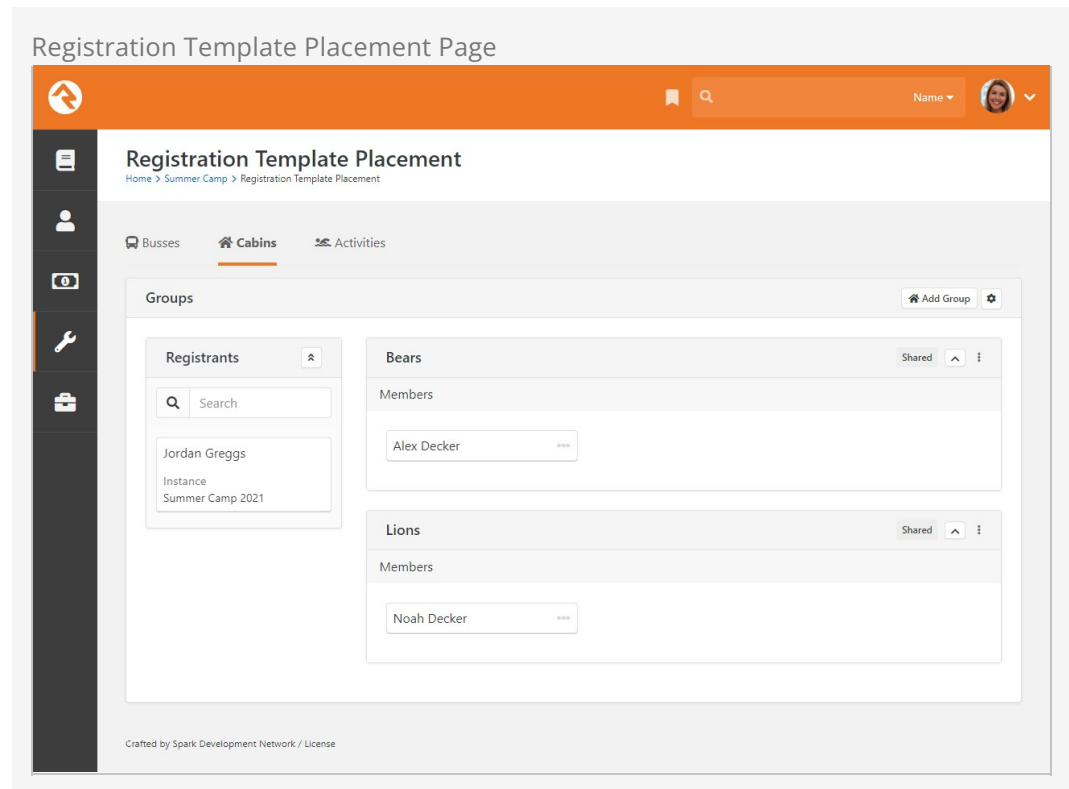 Registration Template Placement Page
Name
Registration Template Placement
Home > Summer Camp > Registration Template Placement
Busses Cabins Activities
Groups Add Group
Registrants
Search
Jordan Greggs
Instance
Summer Camp 2021
Bears Shared
Members
Alex Decker
Lions Shared
Members
Noah Decker
Crafted by Spark Development Network / License